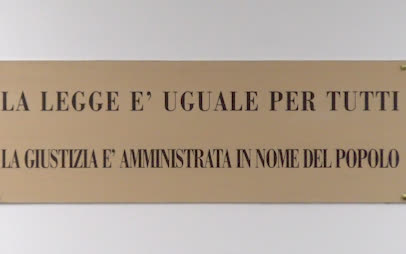 LA LEGGE E' UGUALE PER TUTTI
LA GIUSTIZIA E' AMMINISTRATA IN NOME DEL POPOLO